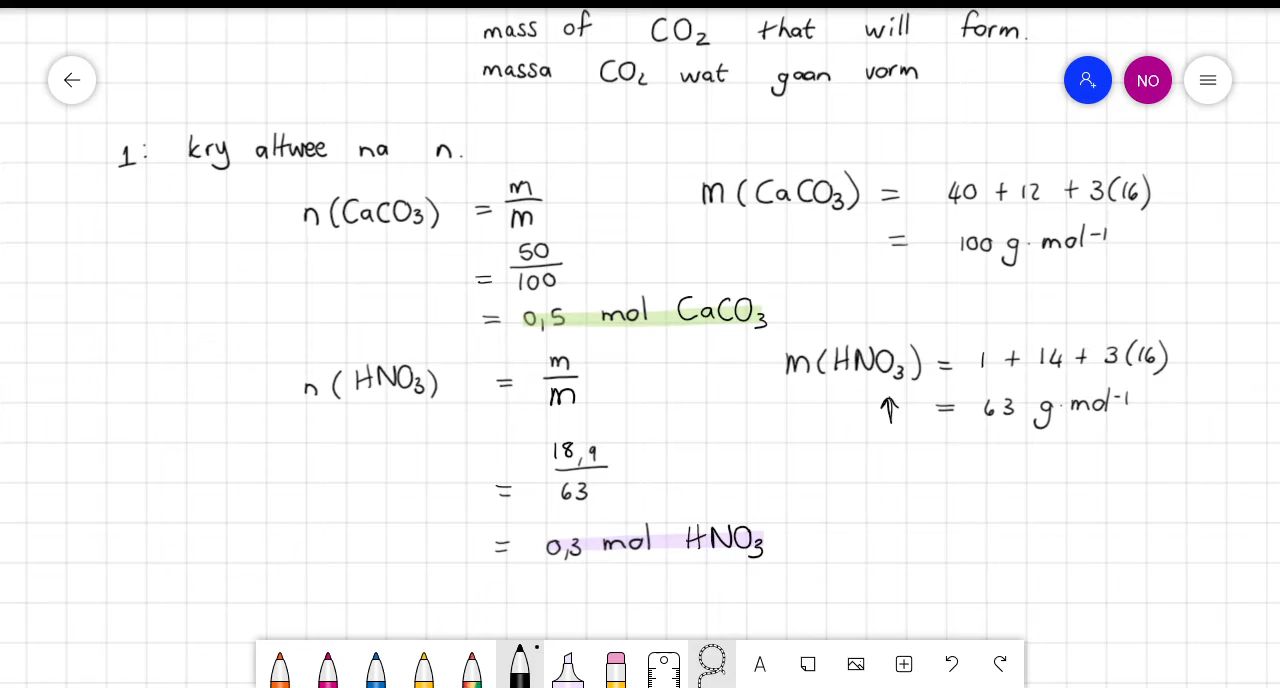 mass of CO₂ that will form.
massa CO₂ wat gaan vorm
NO
1: kry altwee na n.
n(CaCO₃) = m/m
m(CaCO₃) = 40 + 12 + 3(16)
= 100 g·mol⁻¹
= 50/100
= 0,5 mol CaCO₃
n(HNO₃) = m/m
m(HNO₃) = 1 + 14 + 3(16)
↑ = 63 g·mol⁻¹
= 18,9/63
= 0,3 mol HNO₃
A